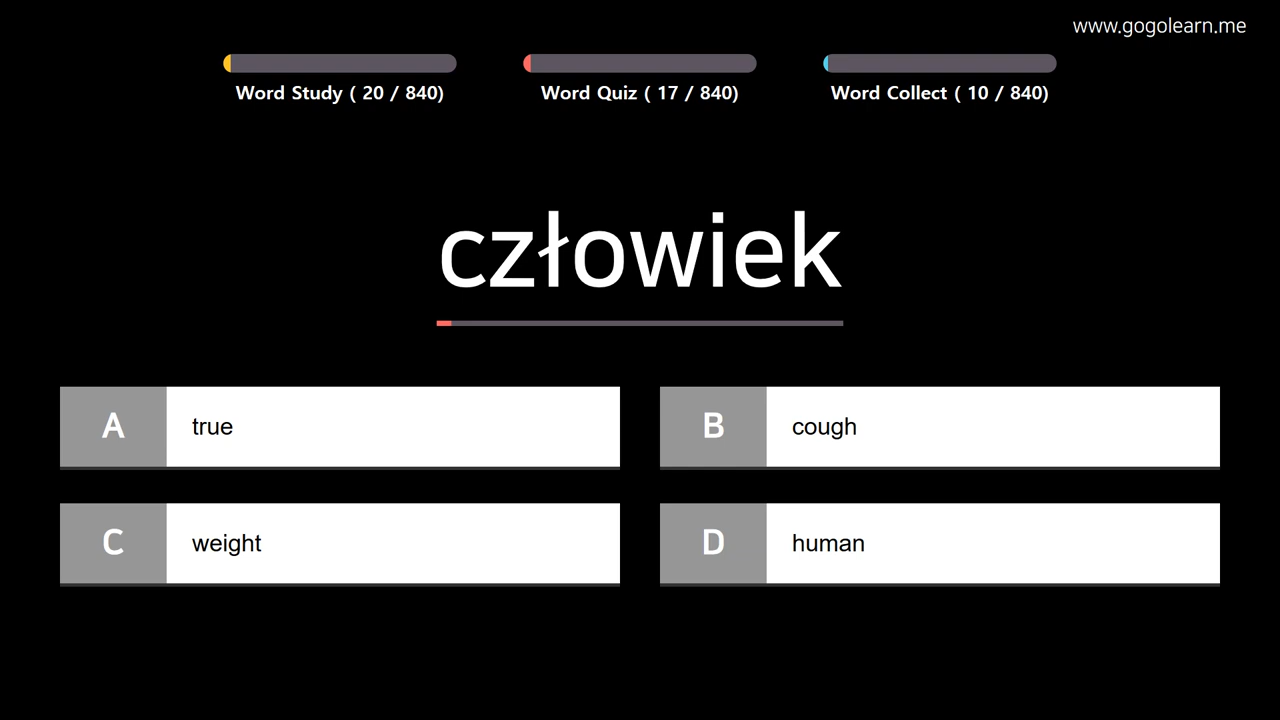 www.gogolearn.me
Word Study ( 20 / 840)
Word Quiz ( 17 / 840)
Word Collect ( 10 / 840)
człowiek
A true
B cough
C weight
D human